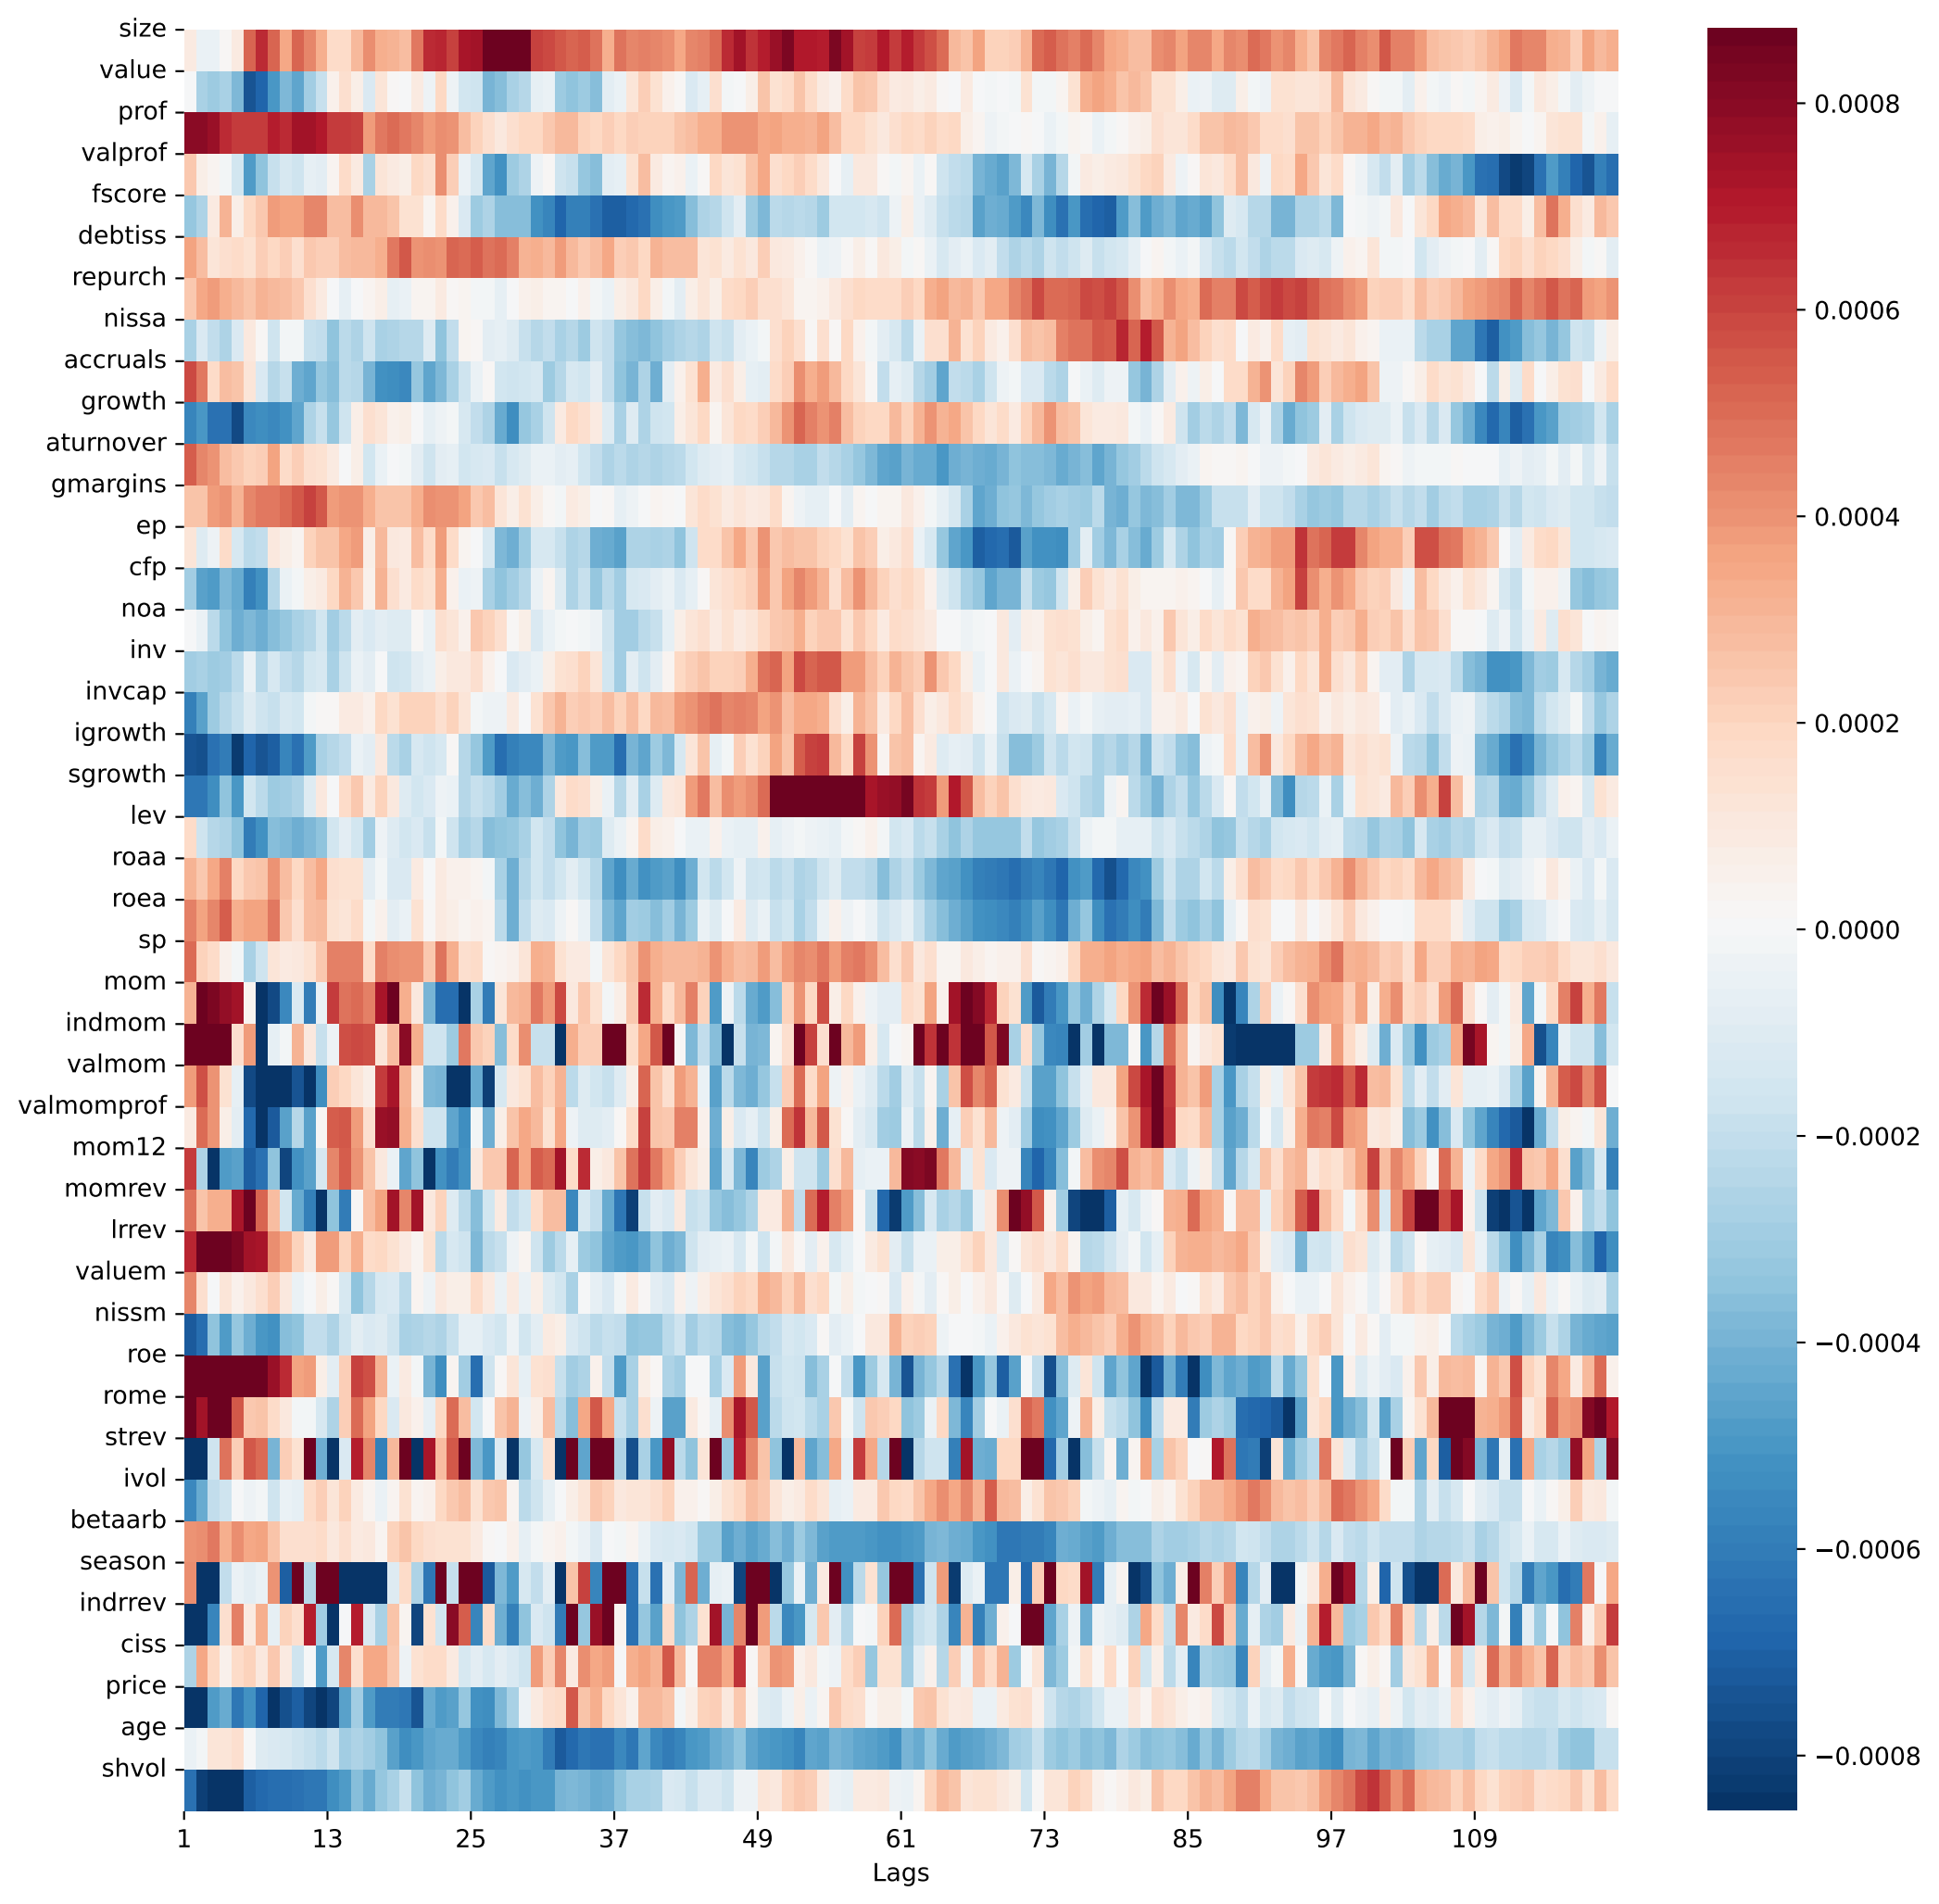 size
value
prof
valprof
fscore
debtiss
repurch
nissa
accruals
growth
aturnover
gmargins
ep
cfp
noa
inv
invcap
igrowth
sgrowth
lev
roaa
roea
sp
mom
indmom
valmom
valmomprof
mom12
momrev
lrrev
valuem
nissm
roe
rome
strev
ivol
betaarb
season
indrrev
ciss
price
age
shvol
1 13 25 37 49 61 73 85 97 109
Lags
0.0008
0.0006
0.0004
0.0002
0.0000
−0.0002
−0.0004
−0.0006
−0.0008